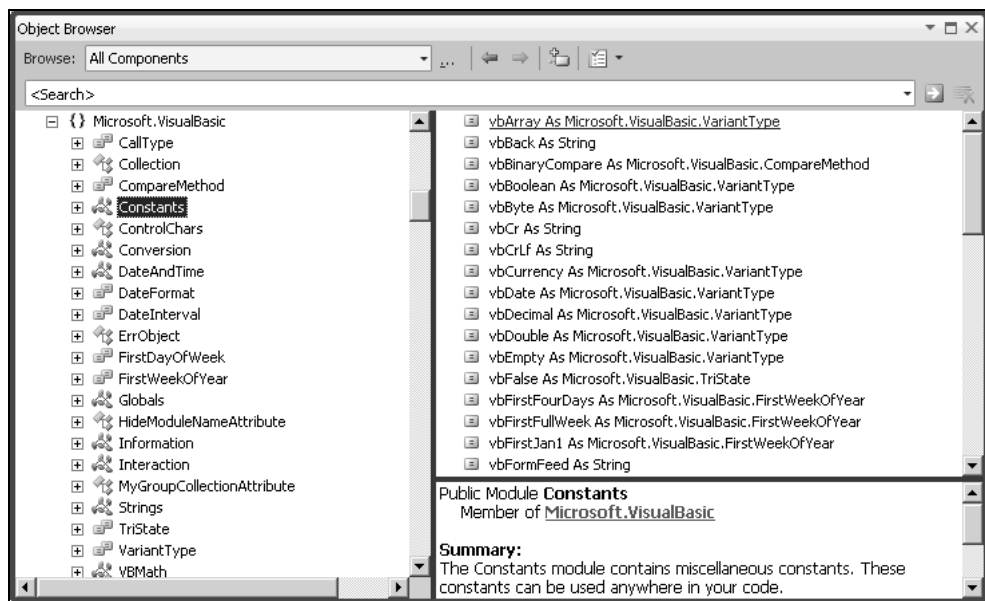 Object Browser
Browse: All Components ...
<Search>
Microsoft.VisualBasic
CallType
Collection
CompareMethod
Constants
ControlChars
Conversion
DateAndTime
DateFormat
DateInterval
ErrObject
FirstDayOfWeek
FirstWeekOfYear
Globals
HideModuleNameAttribute
Information
Interaction
MyGroupCollectionAttribute
Strings
TriState
VariantType
VBMath
vbArray As Microsoft.VisualBasic.VariantType
vbBack As String
vbBinaryCompare As Microsoft.VisualBasic.CompareMethod
vbBoolean As Microsoft.VisualBasic.VariantType
vbByte As Microsoft.VisualBasic.VariantType
vbCr As String
vbCrLf As String
vbCurrency As Microsoft.VisualBasic.VariantType
vbDate As Microsoft.VisualBasic.VariantType
vbDecimal As Microsoft.VisualBasic.VariantType
vbDouble As Microsoft.VisualBasic.VariantType
vbEmpty As Microsoft.VisualBasic.VariantType
vbFalse As Microsoft.VisualBasic.TriState
vbFirstFourDays As Microsoft.VisualBasic.FirstWeekOfYear
vbFirstFullWeek As Microsoft.VisualBasic.FirstWeekOfYear
vbFirstJan1 As Microsoft.VisualBasic.FirstWeekOfYear
vbFormFeed As String
Public Module Constants
Member of Microsoft.VisualBasic
Summary:
The Constants module contains miscellaneous constants. These
constants can be used anywhere in your code.